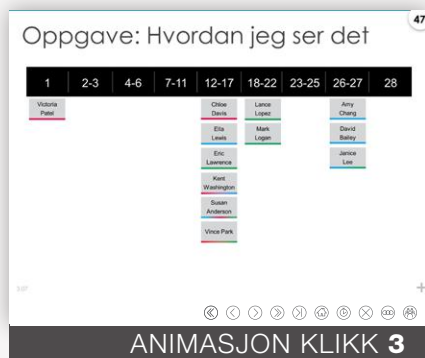 47
Oppgave: Hvordan jeg ser det
1 2-3 4-6 7-11 12-17 18-22 23-25 26-27 28
Victoria
Patel
Chloe
Davis
Lance
Lopez
Amy
Chang
Ella
Lewis
Mark
Logan
David
Bailey
Eric
Lawrence
Janice
Lee
Kent
Washington
Susan
Anderson
Vince Park
ANIMASJON KLIKK 3